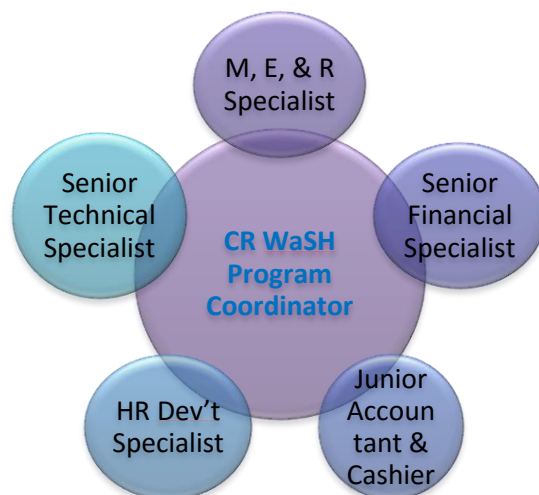 M, E, & R
Specialist
Senior
Technical
Specialist
CR WaSH
Program
Coordinator
Senior
Financial
Specialist
HR Dev't
Specialist
Junior
Accoun
tant &
Cashier